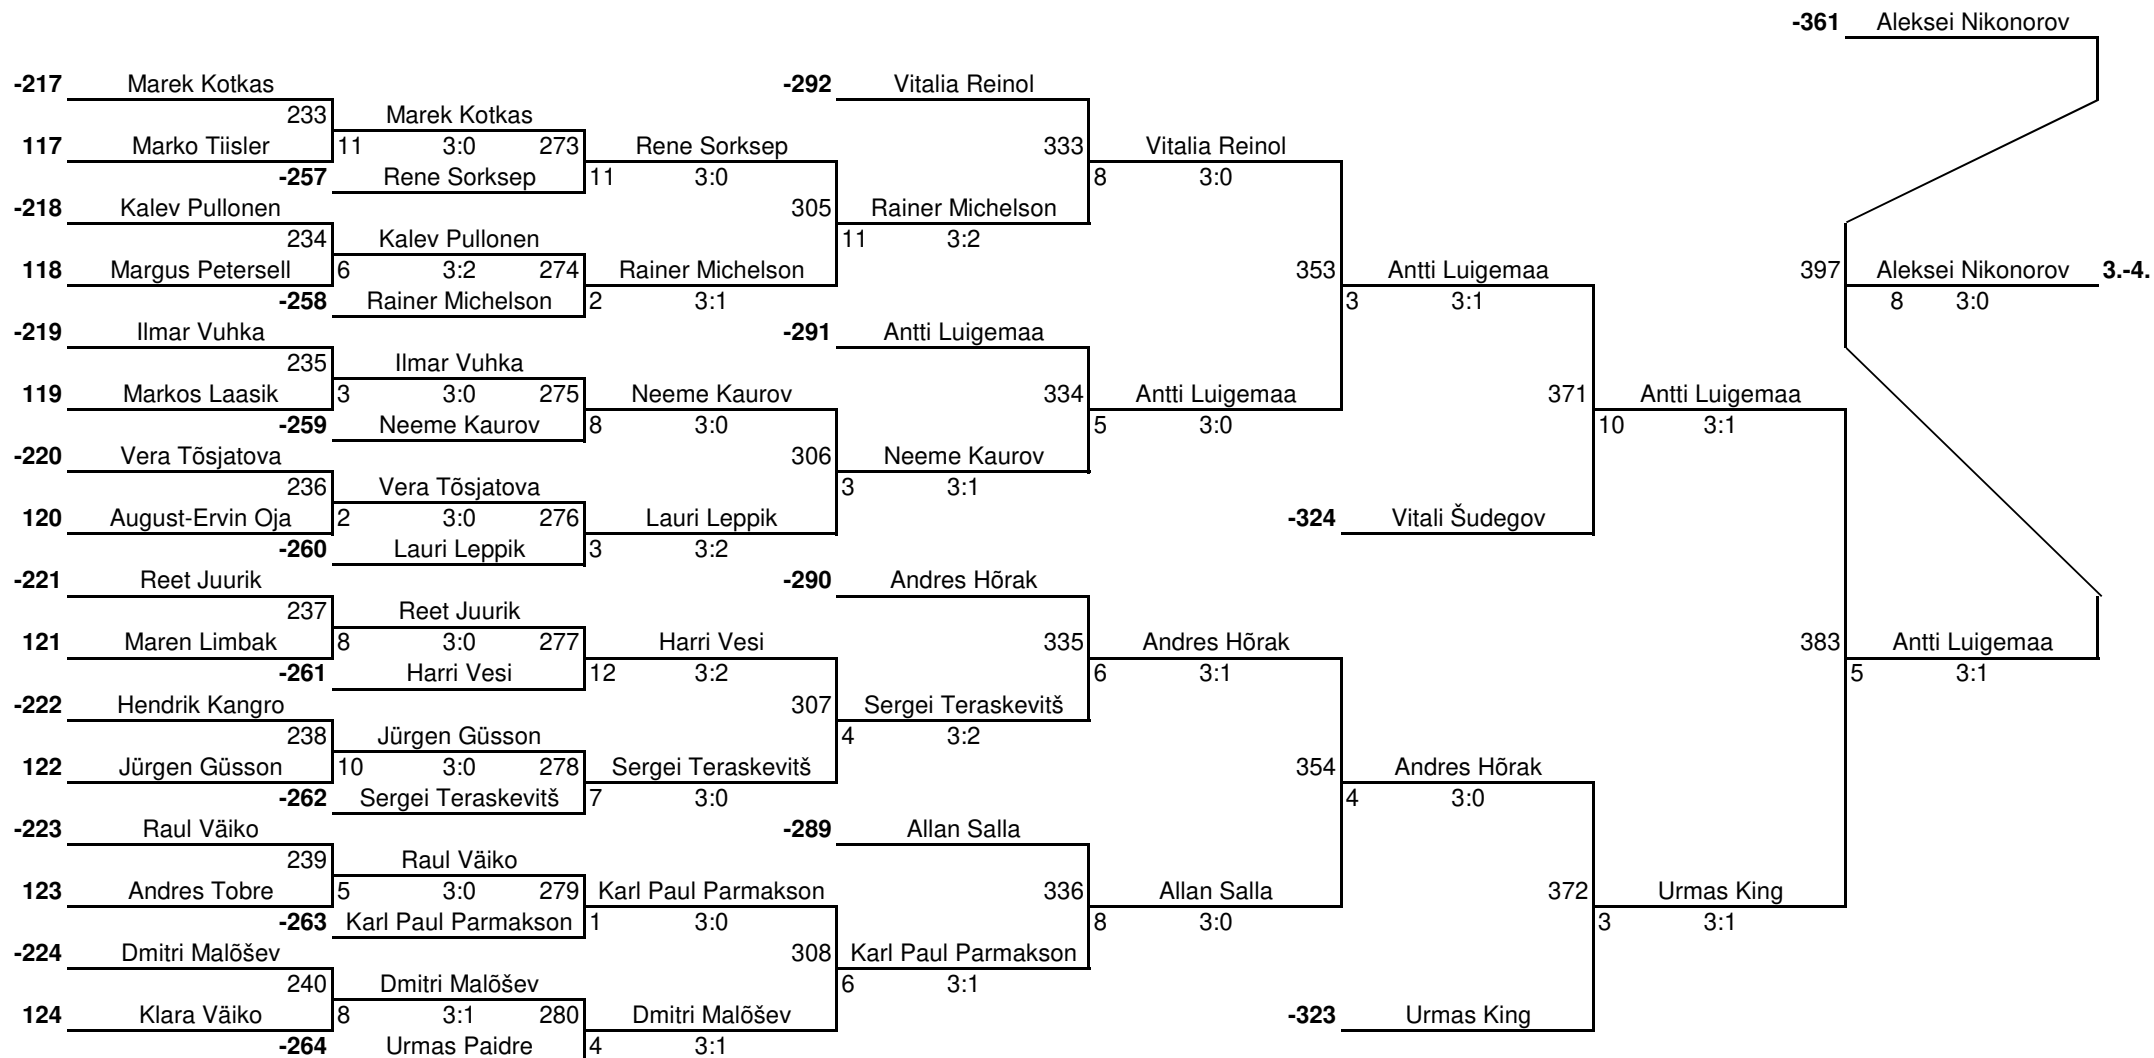 -361 Aleksei Nikonorov
-217 Marek Kotkas -292 Vitalia Reinol
233 Marek Kotkas
117 Marko Tiisler 11 3:0 273 Rene Sorksep 333 Vitalia Reinol
-257 Rene Sorksep 11 3:0 8 3:0
-218 Kalev Pullonen 305 Rainer Michelson
234 Kalev Pullonen 11 3:2
118 Margus Petersell 6 3:2 274 Rainer Michelson 353 Antti Luigemaa 397 Aleksei Nikonorov 3.-4.
-258 Rainer Michelson 2 3:1 3 3:1 8 3:0
-219 Ilmar Vuhka -291 Antti Luigemaa
235 Ilmar Vuhka
119 Markos Laasik 3 3:0 275 Neeme Kaurov 334 Antti Luigemaa 371 Antti Luigemaa
-259 Neeme Kaurov 8 3:0 5 3:0 10 3:1
-220 Vera Tõsjatova 306 Neeme Kaurov
236 Vera Tõsjatova 3 3:1
120 August-Ervin Oja 2 3:0 276 Lauri Leppik -324 Vitali Šudegov
-260 Lauri Leppik 3 3:2
-221 Reet Juurik -290 Andres Hõrak
237 Reet Juurik
121 Maren Limbak 8 3:0 277 Harri Vesi 335 Andres Hõrak 383 Antti Luigemaa
-261 Harri Vesi 12 3:2 6 3:1 5 3:1
-222 Hendrik Kangro 307 Sergei Teraskevitš
238 Jürgen Güsson 4 3:2
122 Jürgen Güsson 10 3:0 278 Sergei Teraskevitš 354 Andres Hõrak
-262 Sergei Teraskevitš 7 3:0 4 3:0
-223 Raul Väiko -289 Allan Salla
239 Raul Väiko
123 Andres Tobre 5 3:0 279 Karl Paul Parmakson 336 Allan Salla 372 Urmas King
-263 Karl Paul Parmakson 1 3:0 8 3:0 3 3:1
-224 Dmitri Malõšev 308 Karl Paul Parmakson
240 Dmitri Malõšev 6 3:1
124 Klara Väiko 8 3:1 280 Dmitri Malõšev -323 Urmas King
-264 Urmas Paidre 4 3:1